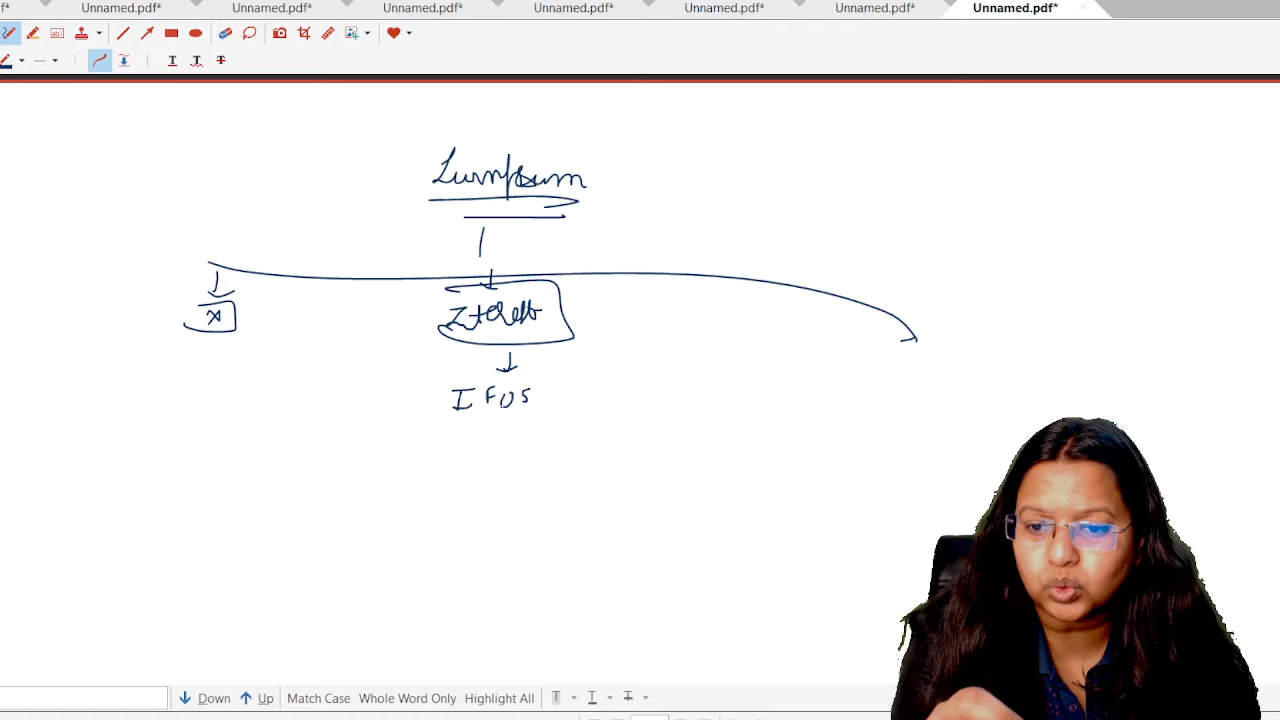 f* Unnamed.pdf* Unnamed.pdf* Unnamed.pdf* Unnamed.pdf* Unnamed.pdf* Unnamed.pdf* Unnamed.pdf*
Lumpsum
x Interest
IFOS
Down Up Match Case Whole Word Only Highlight All T T T